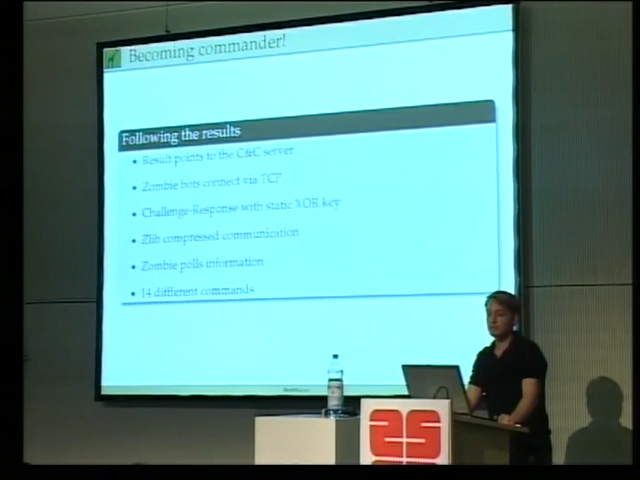 Becoming commander!
Following the results
• Result points to the C&C server
• Zombie bots connect via TCP
• Challenge-Response with static XOR key
• Zlib compressed communication
• Zombie polls information
• 14 different commands